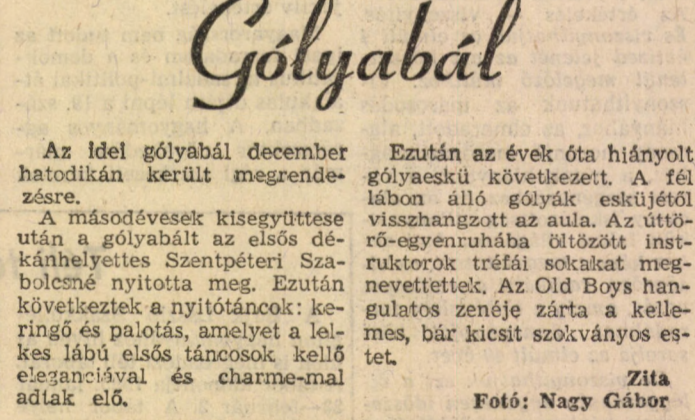 Gólyabál
Az idei gólyabál december
hatodikán került megrende-
zésre.
A másodévesek kisegyüttese
után a gólyabált az elsős dé-
kánhelyettes Szentpéteri Sza-
bolcsné nyitotta meg. Ezután
következtek a nyitótáncok: ke-
ringő és palotás, amelyet a lel-
kes lábú elsős táncosok kellő
eleganciával és charme-mal
adtak elő.
Ezután az évek óta hiányolt
gólyaeskü következett. A fél
lábon álló gólyák esküjétől
visszhangzott az aula. Az úttö-
rő-egyenruhába öltözött inst-
ruktorok tréfái sokakat meg-
nevettettek. Az Old Boys han-
gulatos zenéje zárta a kelle-
mes, bár kicsit szokványos es-
tet.
Zita
Fotó: Nagy Gábor